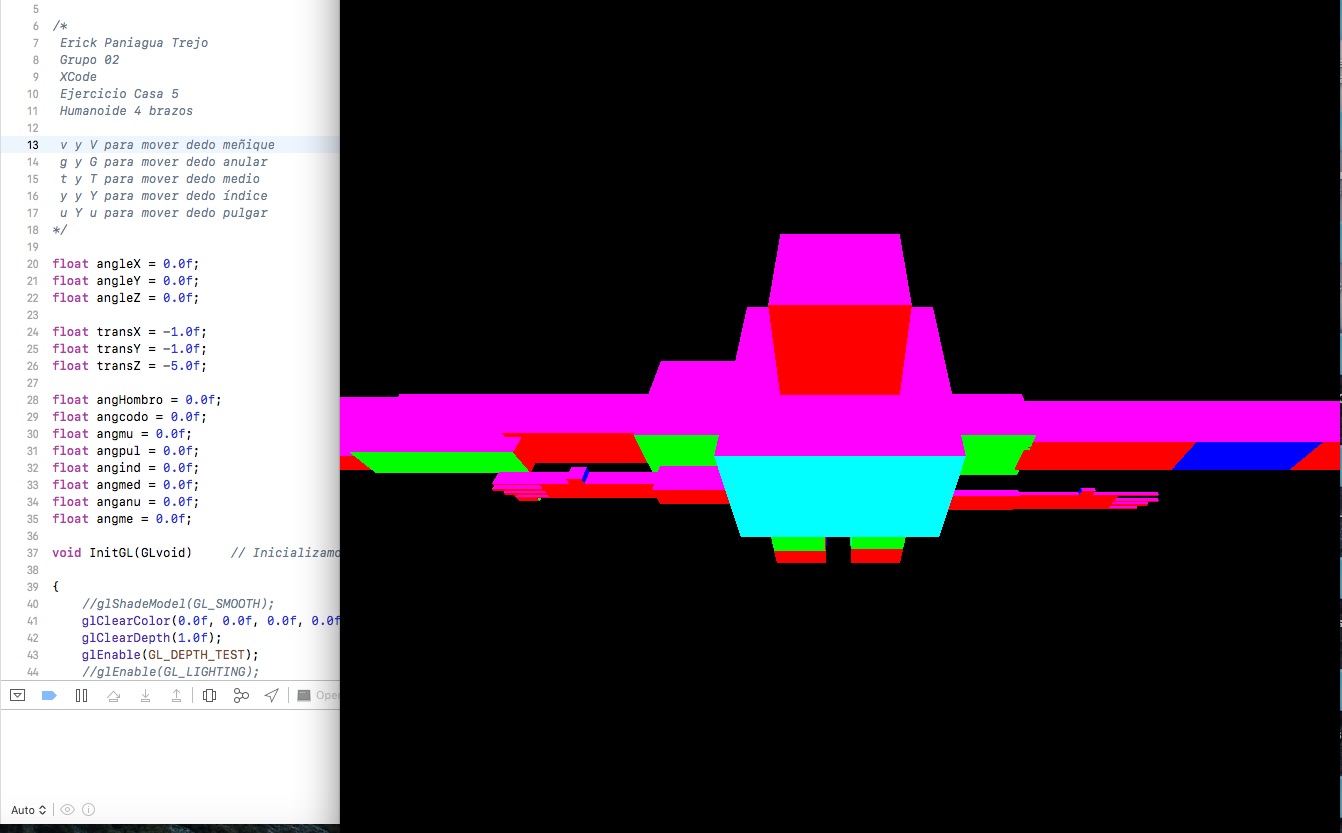 5
6 /*
7 Erick Paniagua Trejo
8 Grupo 02
9 XCode
10 Ejercicio Casa 5
11 Humanoide 4 brazos
12
13 v y V para mover dedo meñique
14 g y G para mover dedo anular
15 t y T para mover dedo medio
16 y y Y para mover dedo índice
17 u Y u para mover dedo pulgar
18 */
19
20 float angleX = 0.0f;
21 float angleY = 0.0f;
22 float angleZ = 0.0f;
23
24 float transX = -1.0f;
25 float transY = -1.0f;
26 float transZ = -5.0f;
27
28 float angHombro = 0.0f;
29 float angcodo = 0.0f;
30 float angmu = 0.0f;
31 float angpul = 0.0f;
32 float angind = 0.0f;
33 float angmed = 0.0f;
34 float anganu = 0.0f;
35 float angme = 0.0f;
36
37 void InitGL(GLvoid) // Inicializamo
38
39 {
40 //glShadeModel(GL_SMOOTH);
41 glClearColor(0.0f, 0.0f, 0.0f, 0.0f
42 glClearDepth(1.0f);
43 glEnable(GL_DEPTH_TEST);
44 //glEnable(GL_LIGHTING);
Open
Auto